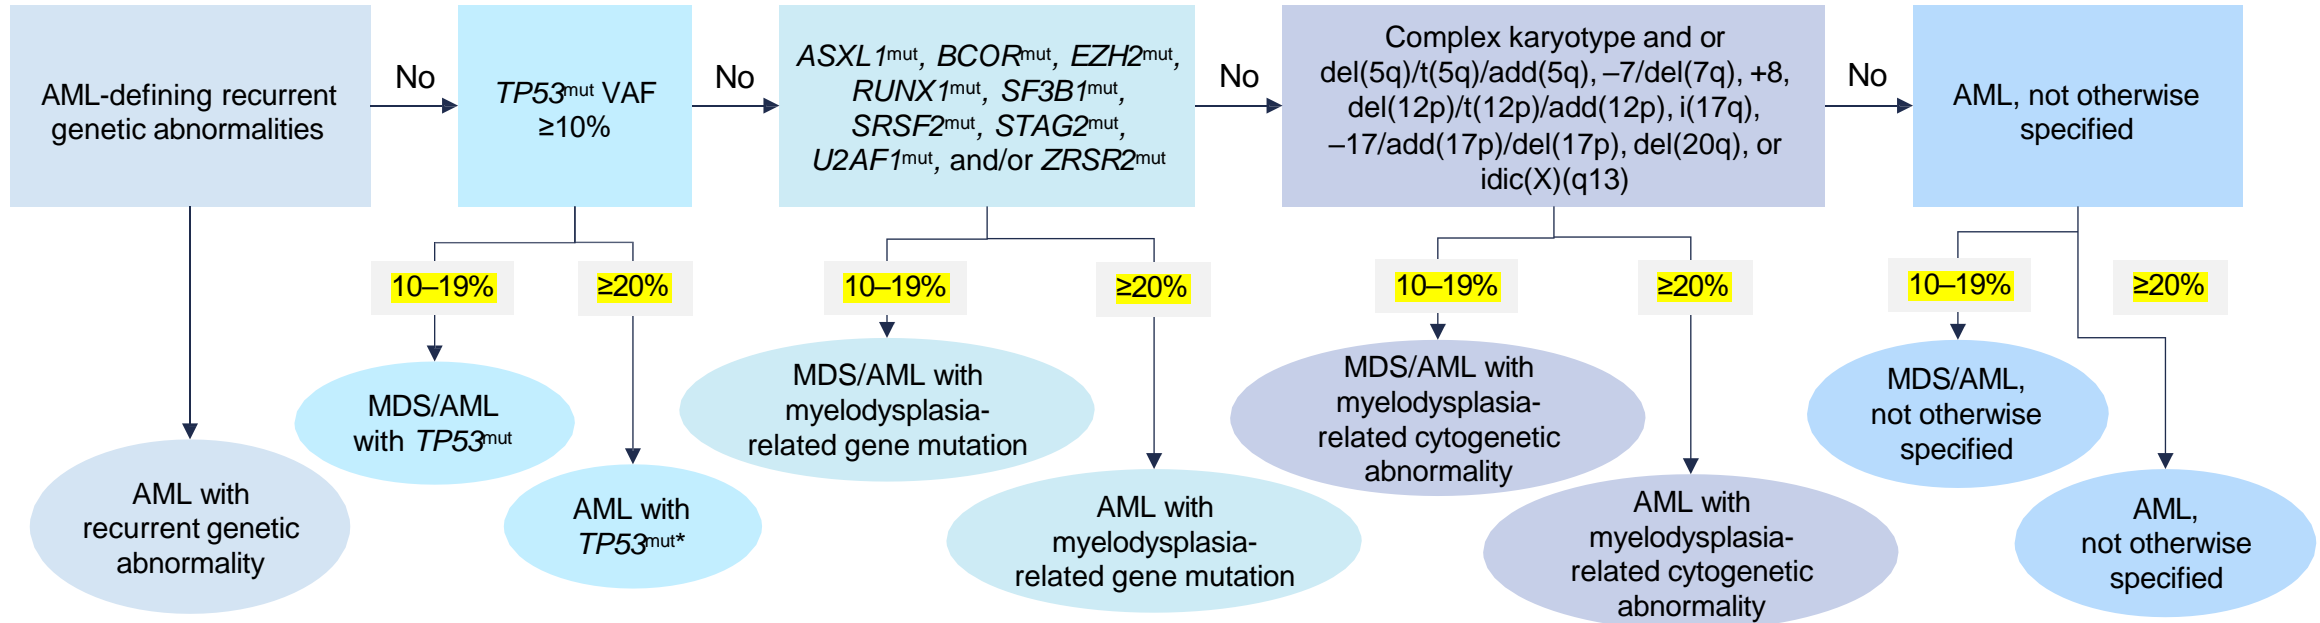 AML-defining recurrent
genetic abnormalities
No
TP53mut VAF
≥10%
No
ASXL1mut, BCORmut, EZH2mut,
RUNX1mut, SF3B1mut,
SRSF2mut, STAG2mut,
U2AF1mut, and/or ZRSR2mut
No
Complex karyotype and or
del(5q)/t(5q)/add(5q), –7/del(7q), +8,
del(12p)/t(12p)/add(12p), i(17q),
–17/add(17p)/del(17p), del(20q), or
idic(X)(q13)
No
AML, not otherwise
specified
10–19%
≥20%
10–19%
≥20%
10–19%
≥20%
10–19%
≥20%
AML with
recurrent genetic
abnormality
MDS/AML
with TP53mut
AML with
TP53mut*
MDS/AML with
myelodysplasia-
related gene mutation
AML with
myelodysplasia-
related gene mutation
MDS/AML with
myelodysplasia-
related cytogenetic
abnormality
AML with
myelodysplasia-
related cytogenetic
abnormality
MDS/AML,
not otherwise
specified
AML,
not otherwise
specified